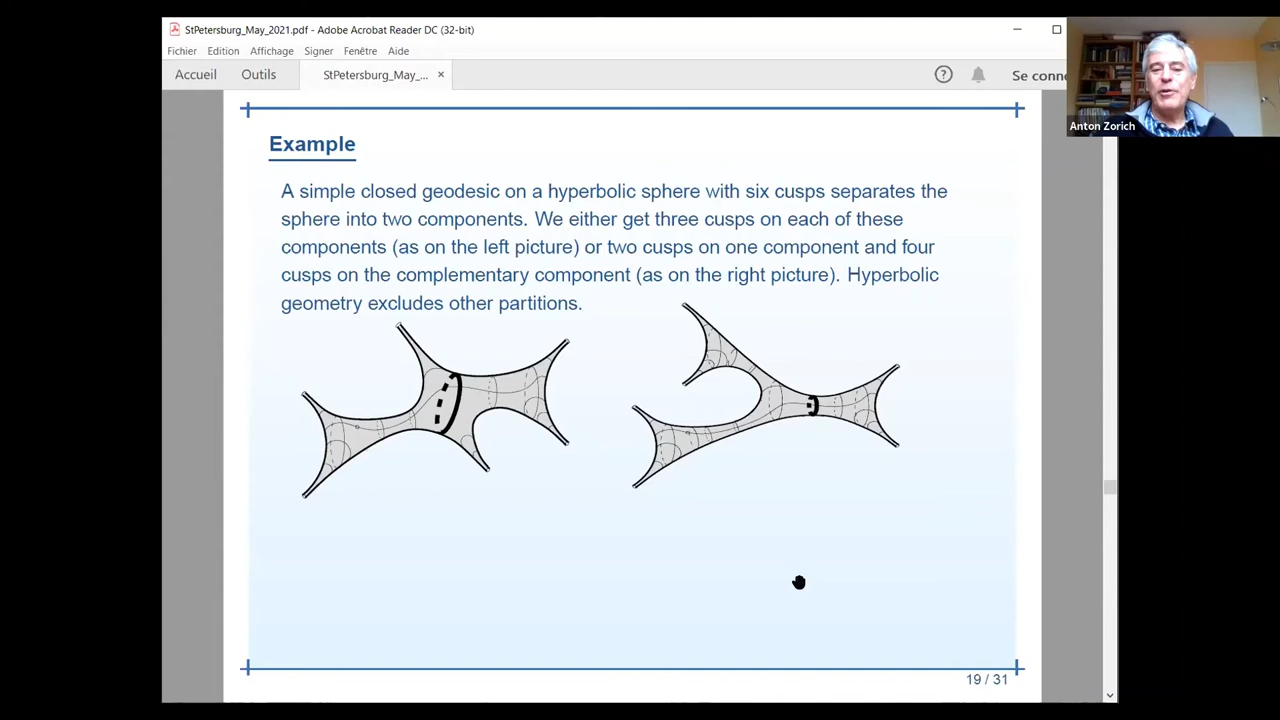 StPetersburg_May_2021.pdf - Adobe Acrobat Reader DC (32-bit)
Fichier Edition Affichage Signer Fenêtre Aide
Accueil Outils StPetersburg_May_... × ? Se conne
Anton Zorich
Example
A simple closed geodesic on a hyperbolic sphere with six cusps separates the
sphere into two components. We either get three cusps on each of these
components (as on the left picture) or two cusps on one component and four
cusps on the complementary component (as on the right picture). Hyperbolic
geometry excludes other partitions.
19 / 31